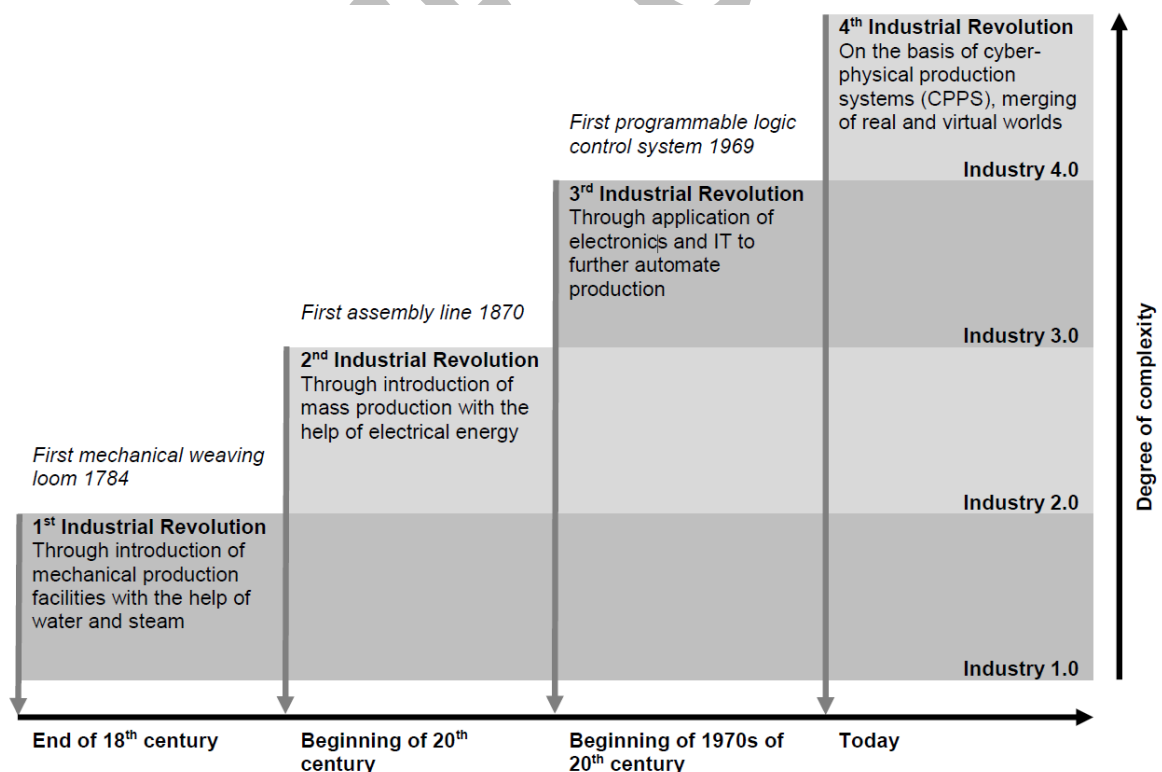 4th Industrial Revolution
On the basis of cyber-
physical production
systems (CPPS), merging
of real and virtual worlds
Industry 4.0
First programmable logic
control system 1969
3rd Industrial Revolution
Through application of
electronics and IT to
further automate
production
Industry 3.0
First assembly line 1870
2nd Industrial Revolution
Through introduction of
mass production with the
help of electrical energy
Industry 2.0
First mechanical weaving
loom 1784
1st Industrial Revolution
Through introduction of
mechanical production
facilities with the help of
water and steam
Industry 1.0
Degree of complexity
End of 18th century
Beginning of 20th
century
Beginning of 1970s of
20th century
Today